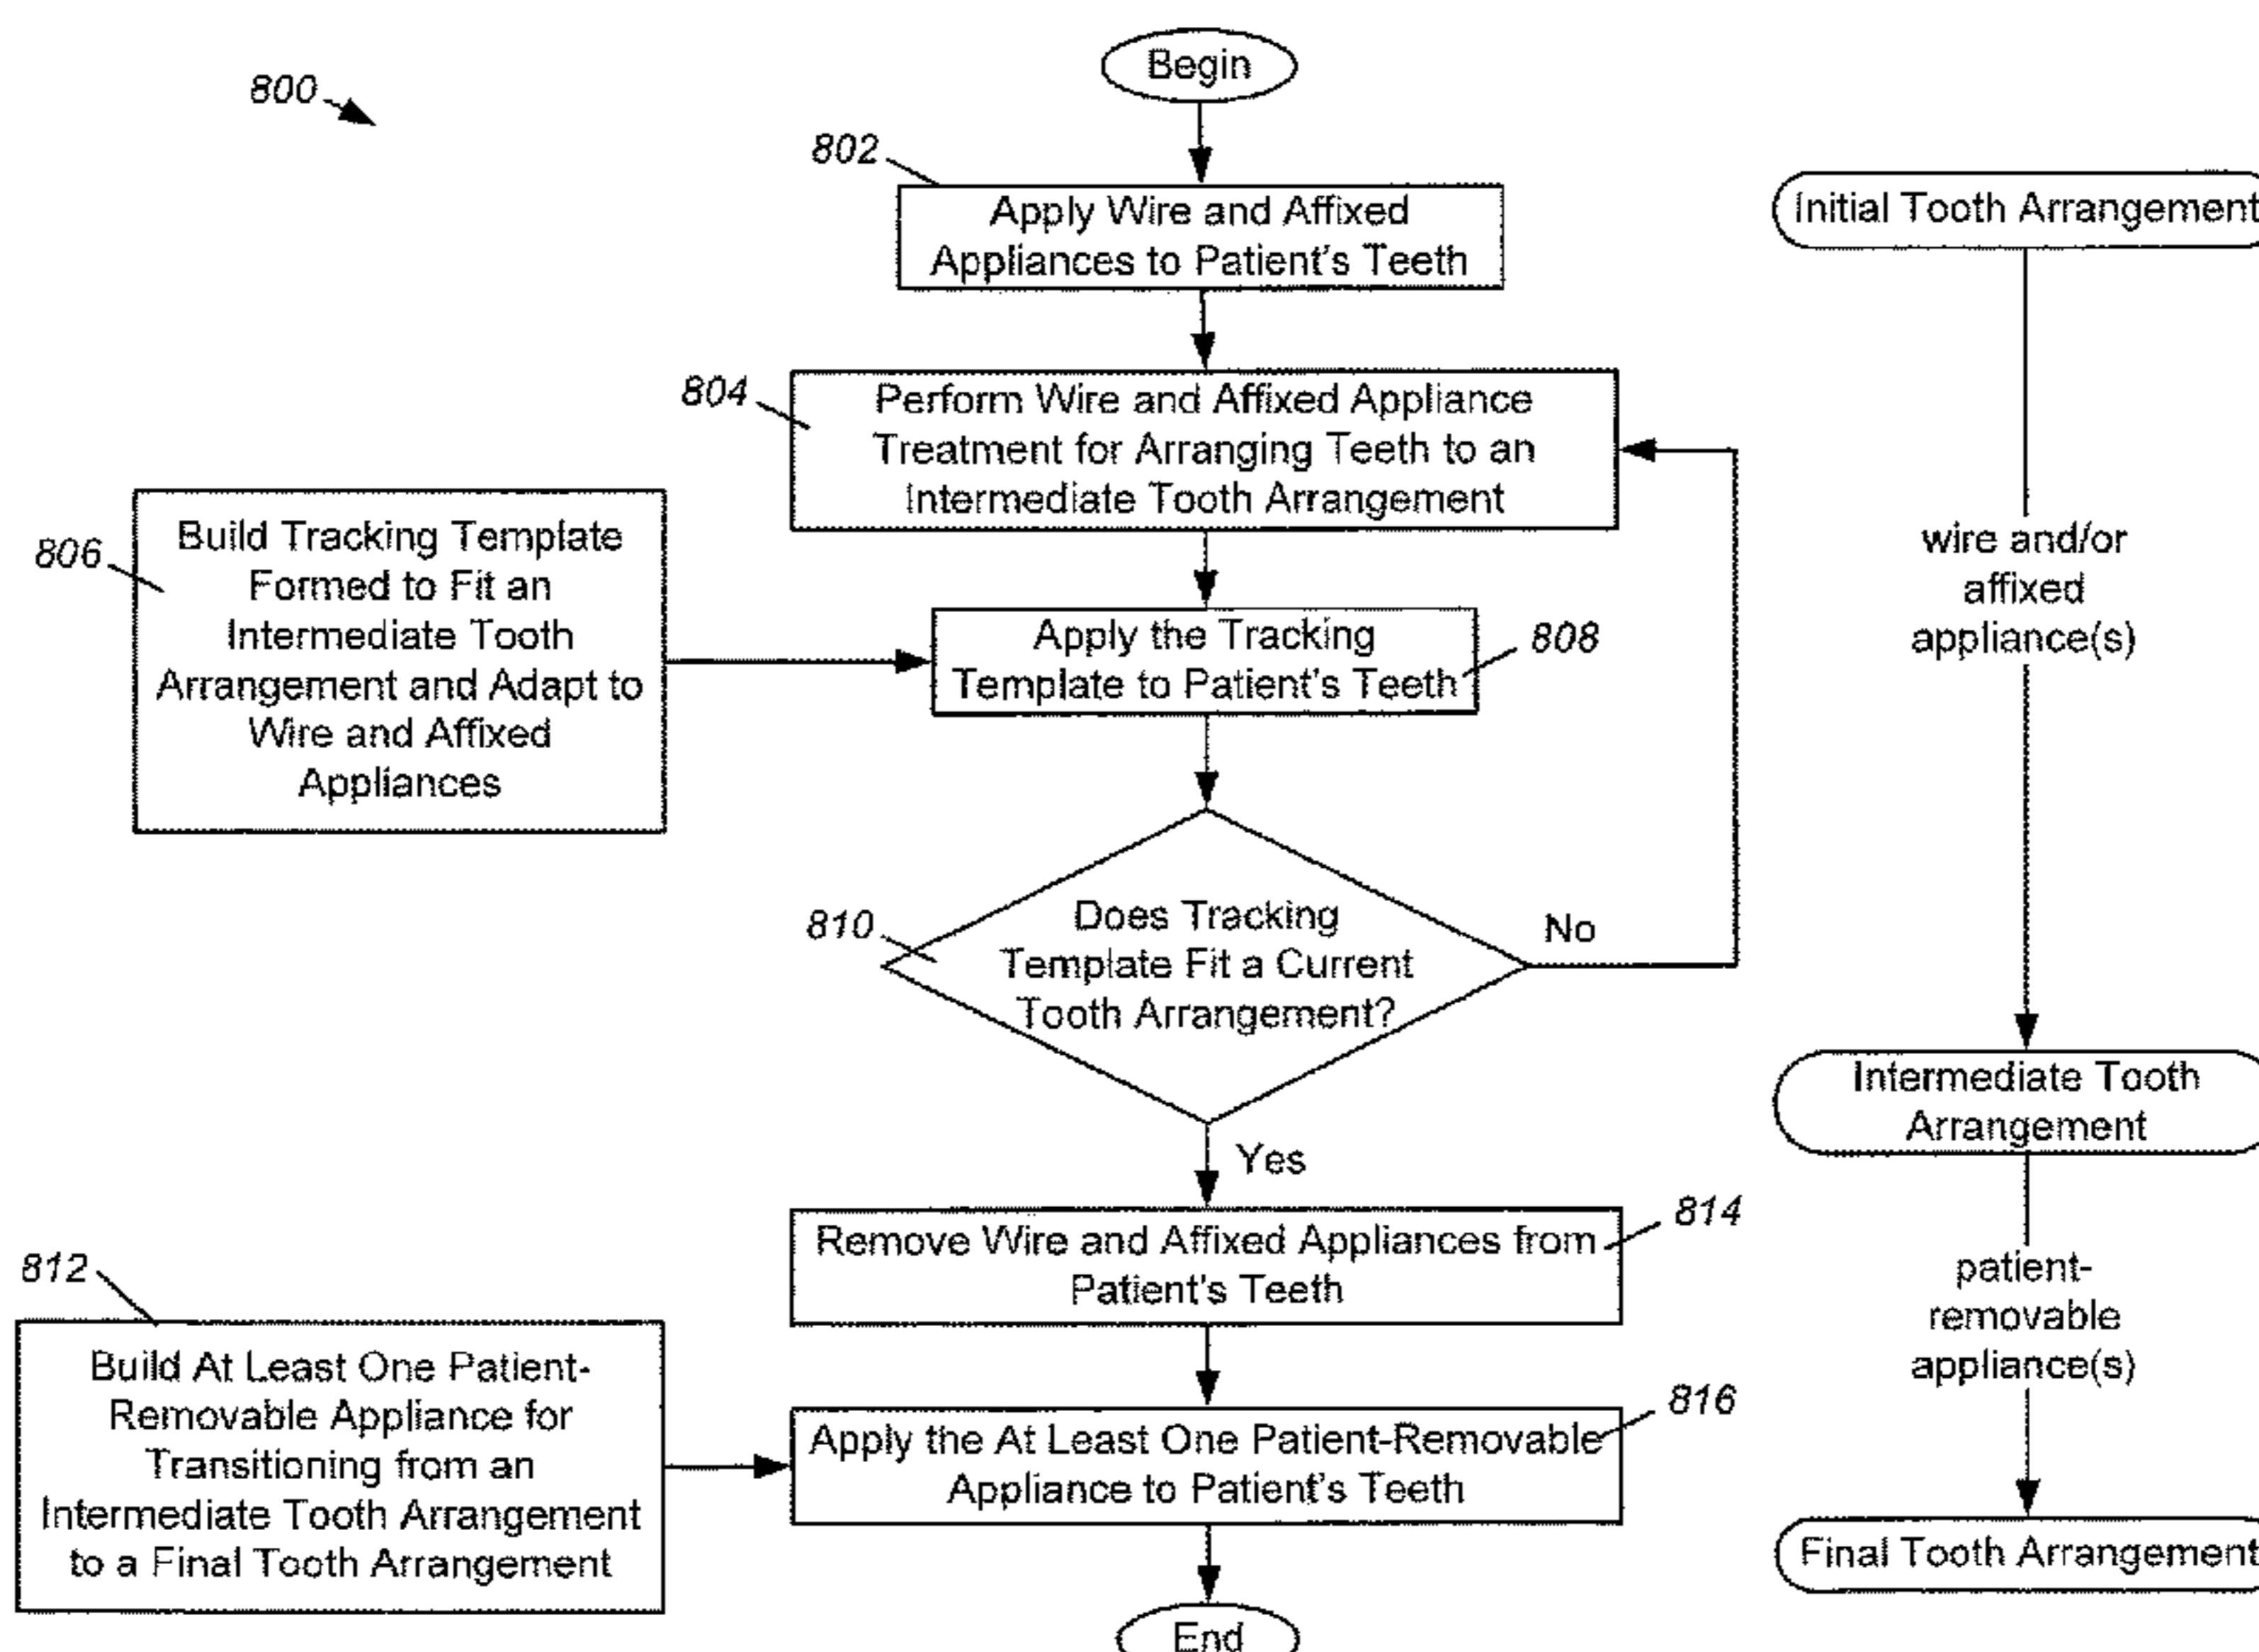 800
Begin
802
Apply Wire and Affixed
Appliances to Patient's Teeth
Initial Tooth Arrangement
804
Perform Wire and Affixed Appliance
Treatment for Arranging Teeth to an
Intermediate Tooth Arrangement
806
Build Tracking Template
Formed to Fit an
Intermediate Tooth
Arrangement and Adapt to
Wire and Affixed
Appliances
wire and/or
affixed
appliance(s)
Apply the Tracking
Template to Patient's Teeth
808
810
Does Tracking
Template Fit a Current
Tooth Arrangement?
No
Yes
Intermediate Tooth
Arrangement
Remove Wire and Affixed Appliances from
Patient's Teeth
814
812
Build At Least One Patient-
Removable Appliance for
Transitioning from an
Intermediate Tooth Arrangement
to a Final Tooth Arrangement
patient-
removable
appliance(s)
Apply the At Least One Patient-Removable
Appliance to Patient's Teeth
816
Final Tooth Arrangement
End